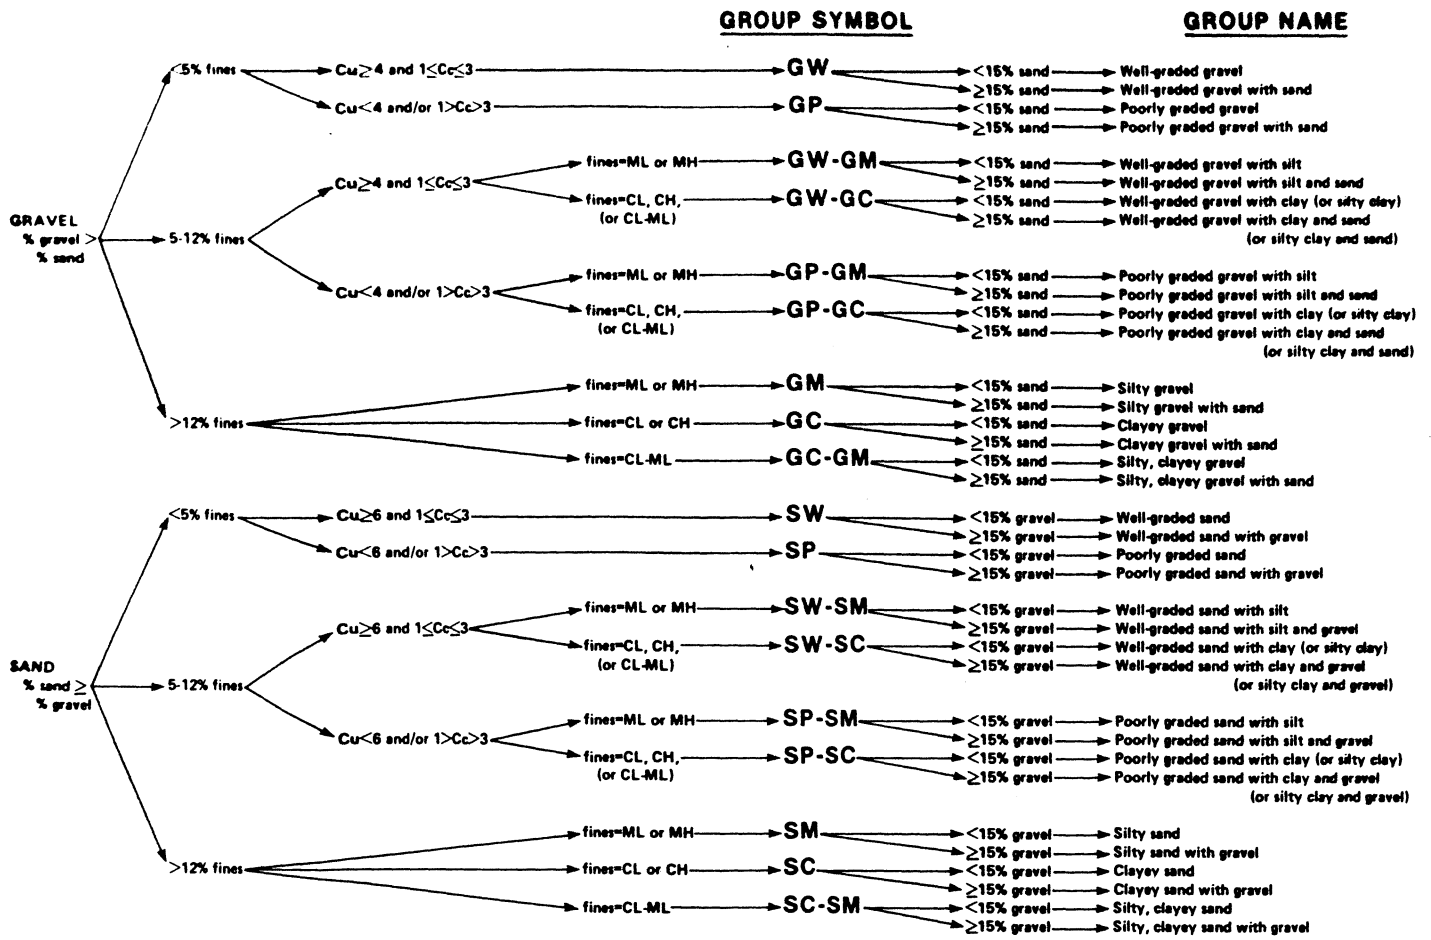 GROUP SYMBOL GROUP NAME
<5% fines Cu≥4 and 1≤Cc≤3 GW <15% sand Well-graded gravel
≥15% sand Well-graded gravel with sand
Cu<4 and/or 1>Cc>3 GP <15% sand Poorly graded gravel
≥15% sand Poorly graded gravel with sand
fines=ML or MH GW-GM <15% sand Well-graded gravel with silt
Cu≥4 and 1≤Cc≤3 ≥15% sand Well-graded gravel with silt and sand
fines=CL, CH, GW-GC <15% sand Well-graded gravel with clay (or silty clay)
(or CL-ML) ≥15% sand Well-graded gravel with clay and sand
(or silty clay and sand)
GRAVEL
% gravel > 5-12% fines
% sand
fines=ML or MH GP-GM <15% sand Poorly graded gravel with silt
Cu<4 and/or 1>Cc>3 ≥15% sand Poorly graded gravel with silt and sand
fines=CL, CH, GP-GC <15% sand Poorly graded gravel with clay (or silty clay)
(or CL-ML) ≥15% sand Poorly graded gravel with clay and sand
(or silty clay and sand)
fines=ML or MH GM <15% sand Silty gravel
≥15% sand Silty gravel with sand
>12% fines fines=CL or CH GC <15% sand Clayey gravel
≥15% sand Clayey gravel with sand
fines=CL-ML GC-GM <15% sand Silty, clayey gravel
≥15% sand Silty, clayey gravel with sand
<5% fines Cu≥6 and 1≤Cc≤3 SW <15% gravel Well-graded sand
≥15% gravel Well-graded sand with gravel
Cu<6 and/or 1>Cc>3 SP <15% gravel Poorly graded sand
≥15% gravel Poorly graded sand with gravel
fines=ML or MH SW-SM <15% gravel Well-graded sand with silt
Cu≥6 and 1≤Cc≤3 ≥15% gravel Well-graded sand with silt and gravel
fines=CL, CH, SW-SC <15% gravel Well-graded sand with clay (or silty clay)
(or CL-ML) ≥15% gravel Well-graded sand with clay and gravel
(or silty clay and gravel)
SAND
% sand ≥ 5-12% fines
% gravel
fines=ML or MH SP-SM <15% gravel Poorly graded sand with silt
Cu<6 and/or 1>Cc>3 ≥15% gravel Poorly graded sand with silt and gravel
fines=CL, CH, SP-SC <15% gravel Poorly graded sand with clay (or silty clay)
(or CL-ML) ≥15% gravel Poorly graded sand with clay and gravel
(or silty clay and gravel)
fines=ML or MH SM <15% gravel Silty sand
≥15% gravel Silty sand with gravel
>12% fines fines=CL or CH SC <15% gravel Clayey sand
≥15% gravel Clayey sand with gravel
fines=CL-ML SC-SM <15% gravel Silty, clayey sand
≥15% gravel Silty, clayey sand with gravel